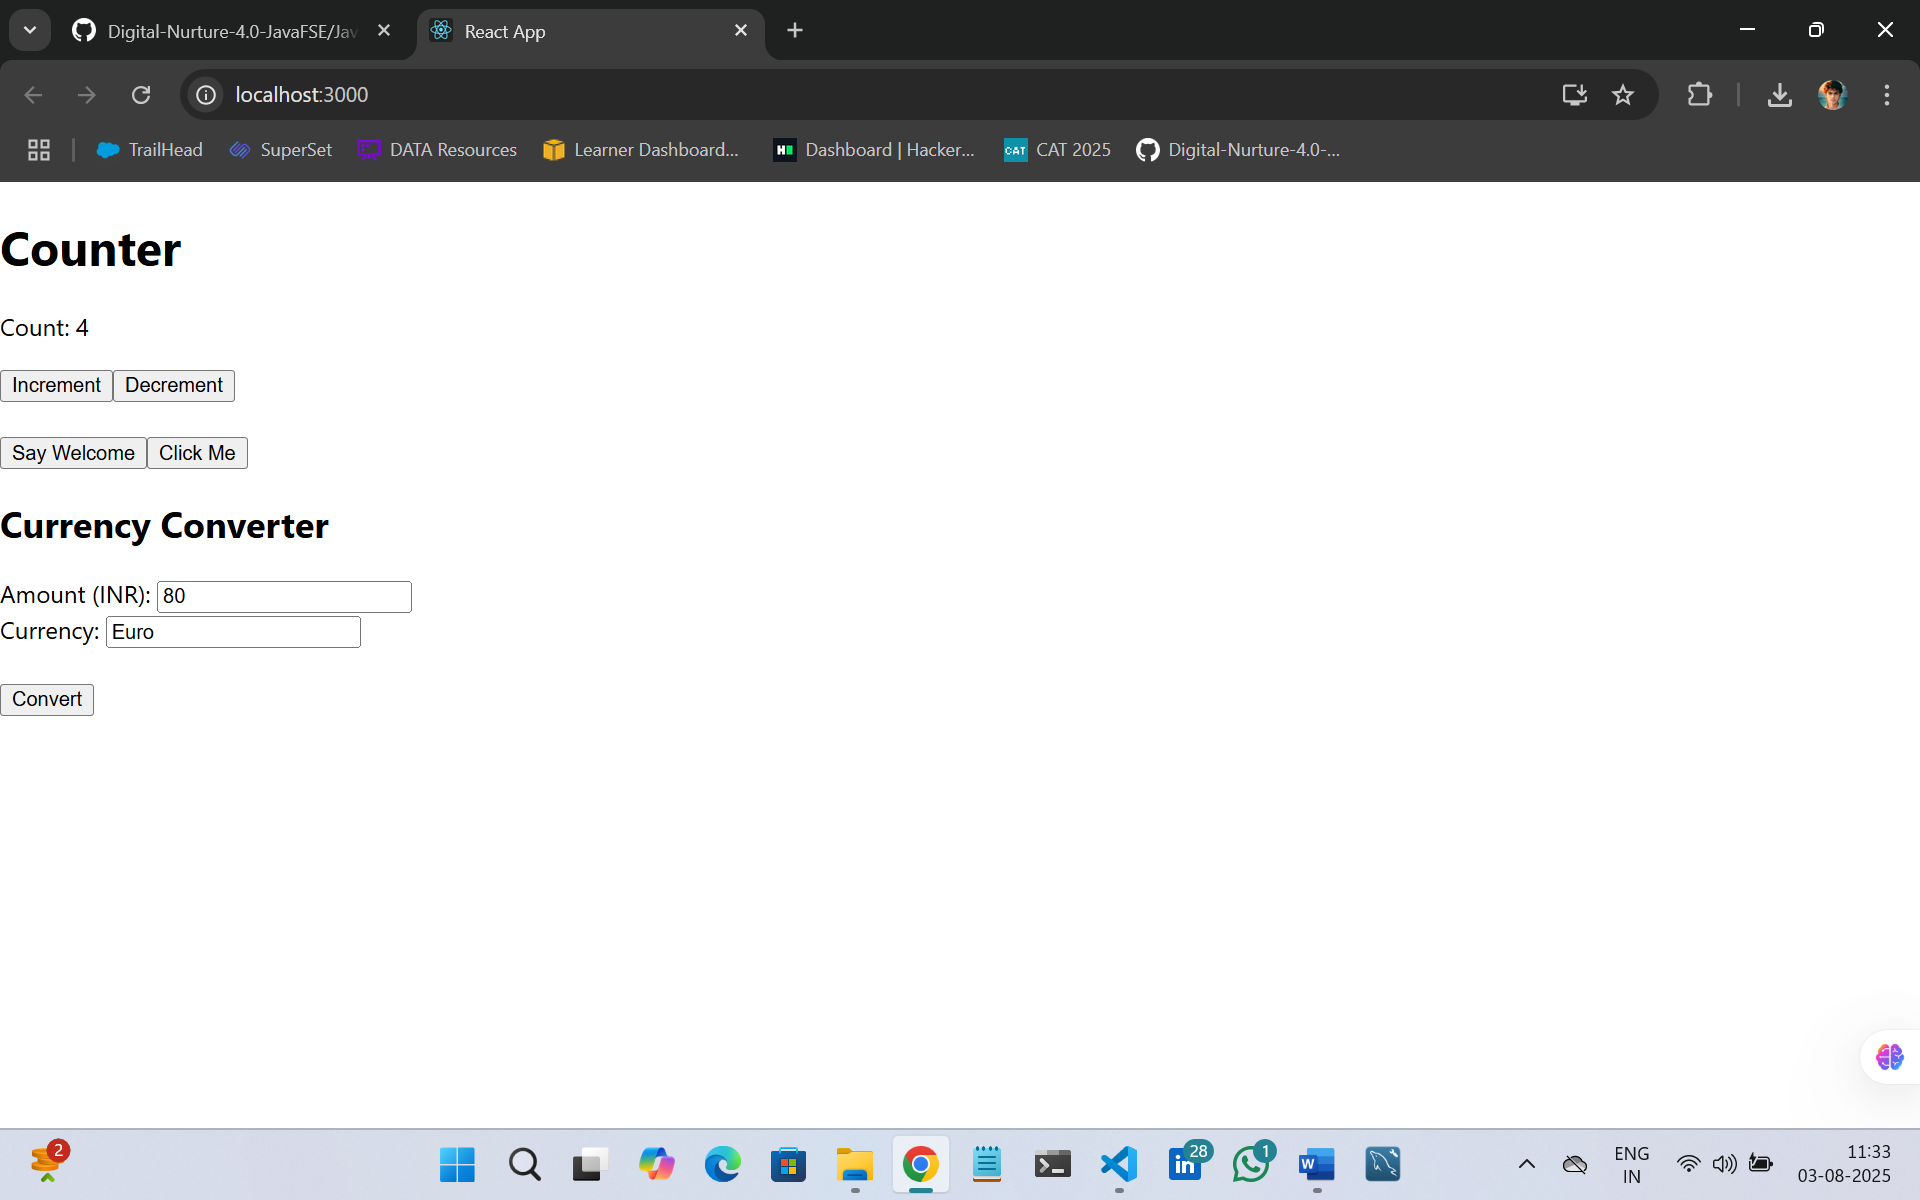 Digital-Nurture-4.0-JavaFSE/Jav
React App
localhost:3000
TrailHead
SuperSet
DATA Resources
Learner Dashboard...
Dashboard | Hacker...
CAT
CAT 2025
Digital-Nurture-4.0-...
Counter
Count: 4
Increment
Decrement
Say Welcome
Click Me
Currency Converter
Amount (INR): 80
Currency: Euro
Convert
2
28
1
ENG
IN
11:33
03-08-2025